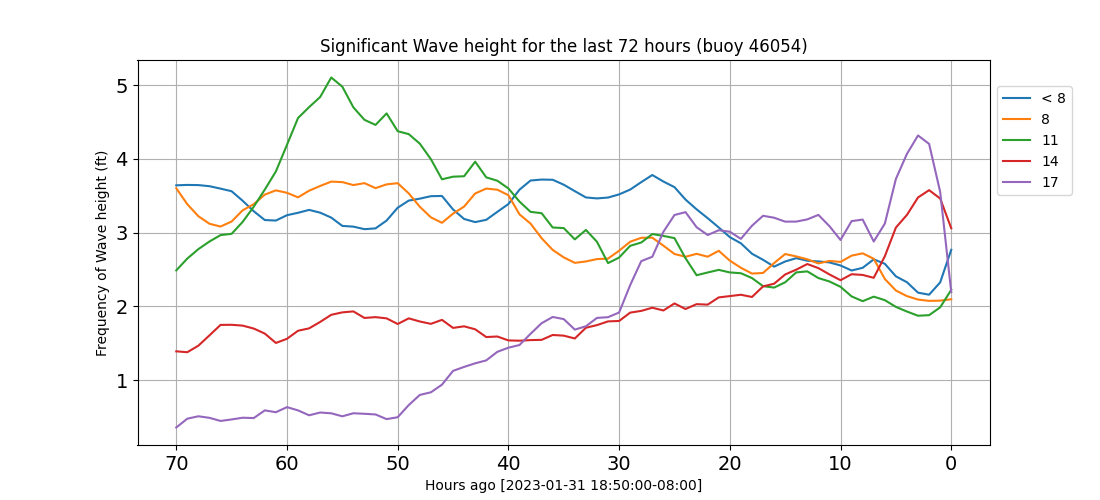 Significant Wave height for the last 72 hours (buoy 46054)
Frequency of Wave height (ft)
5
4
3
2
1
70 60 50 40 30 20 10 0
Hours ago [2023-01-31 18:50:00-08:00]
< 8
8
11
14
17